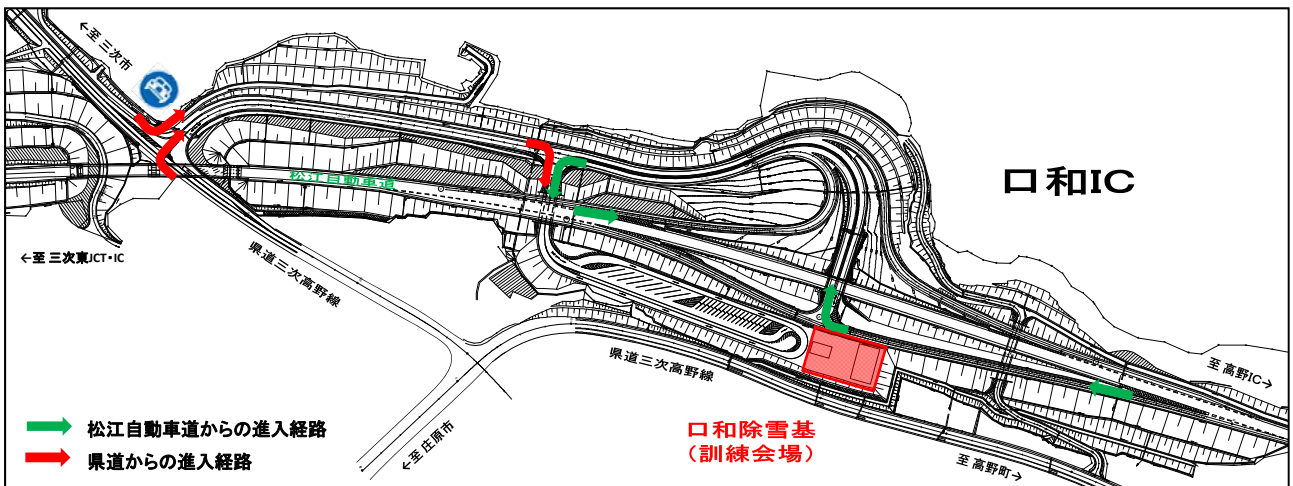 ←至 三次市
口和IC
松江自動車道
←至 三次東JCT・IC
県道三次高野線
県道三次高野線
至 高野IC→
口和除雪基
（訓練会場）
←至 庄原市
至 高野町→
松江自動車道からの進入経路
県道からの進入経路